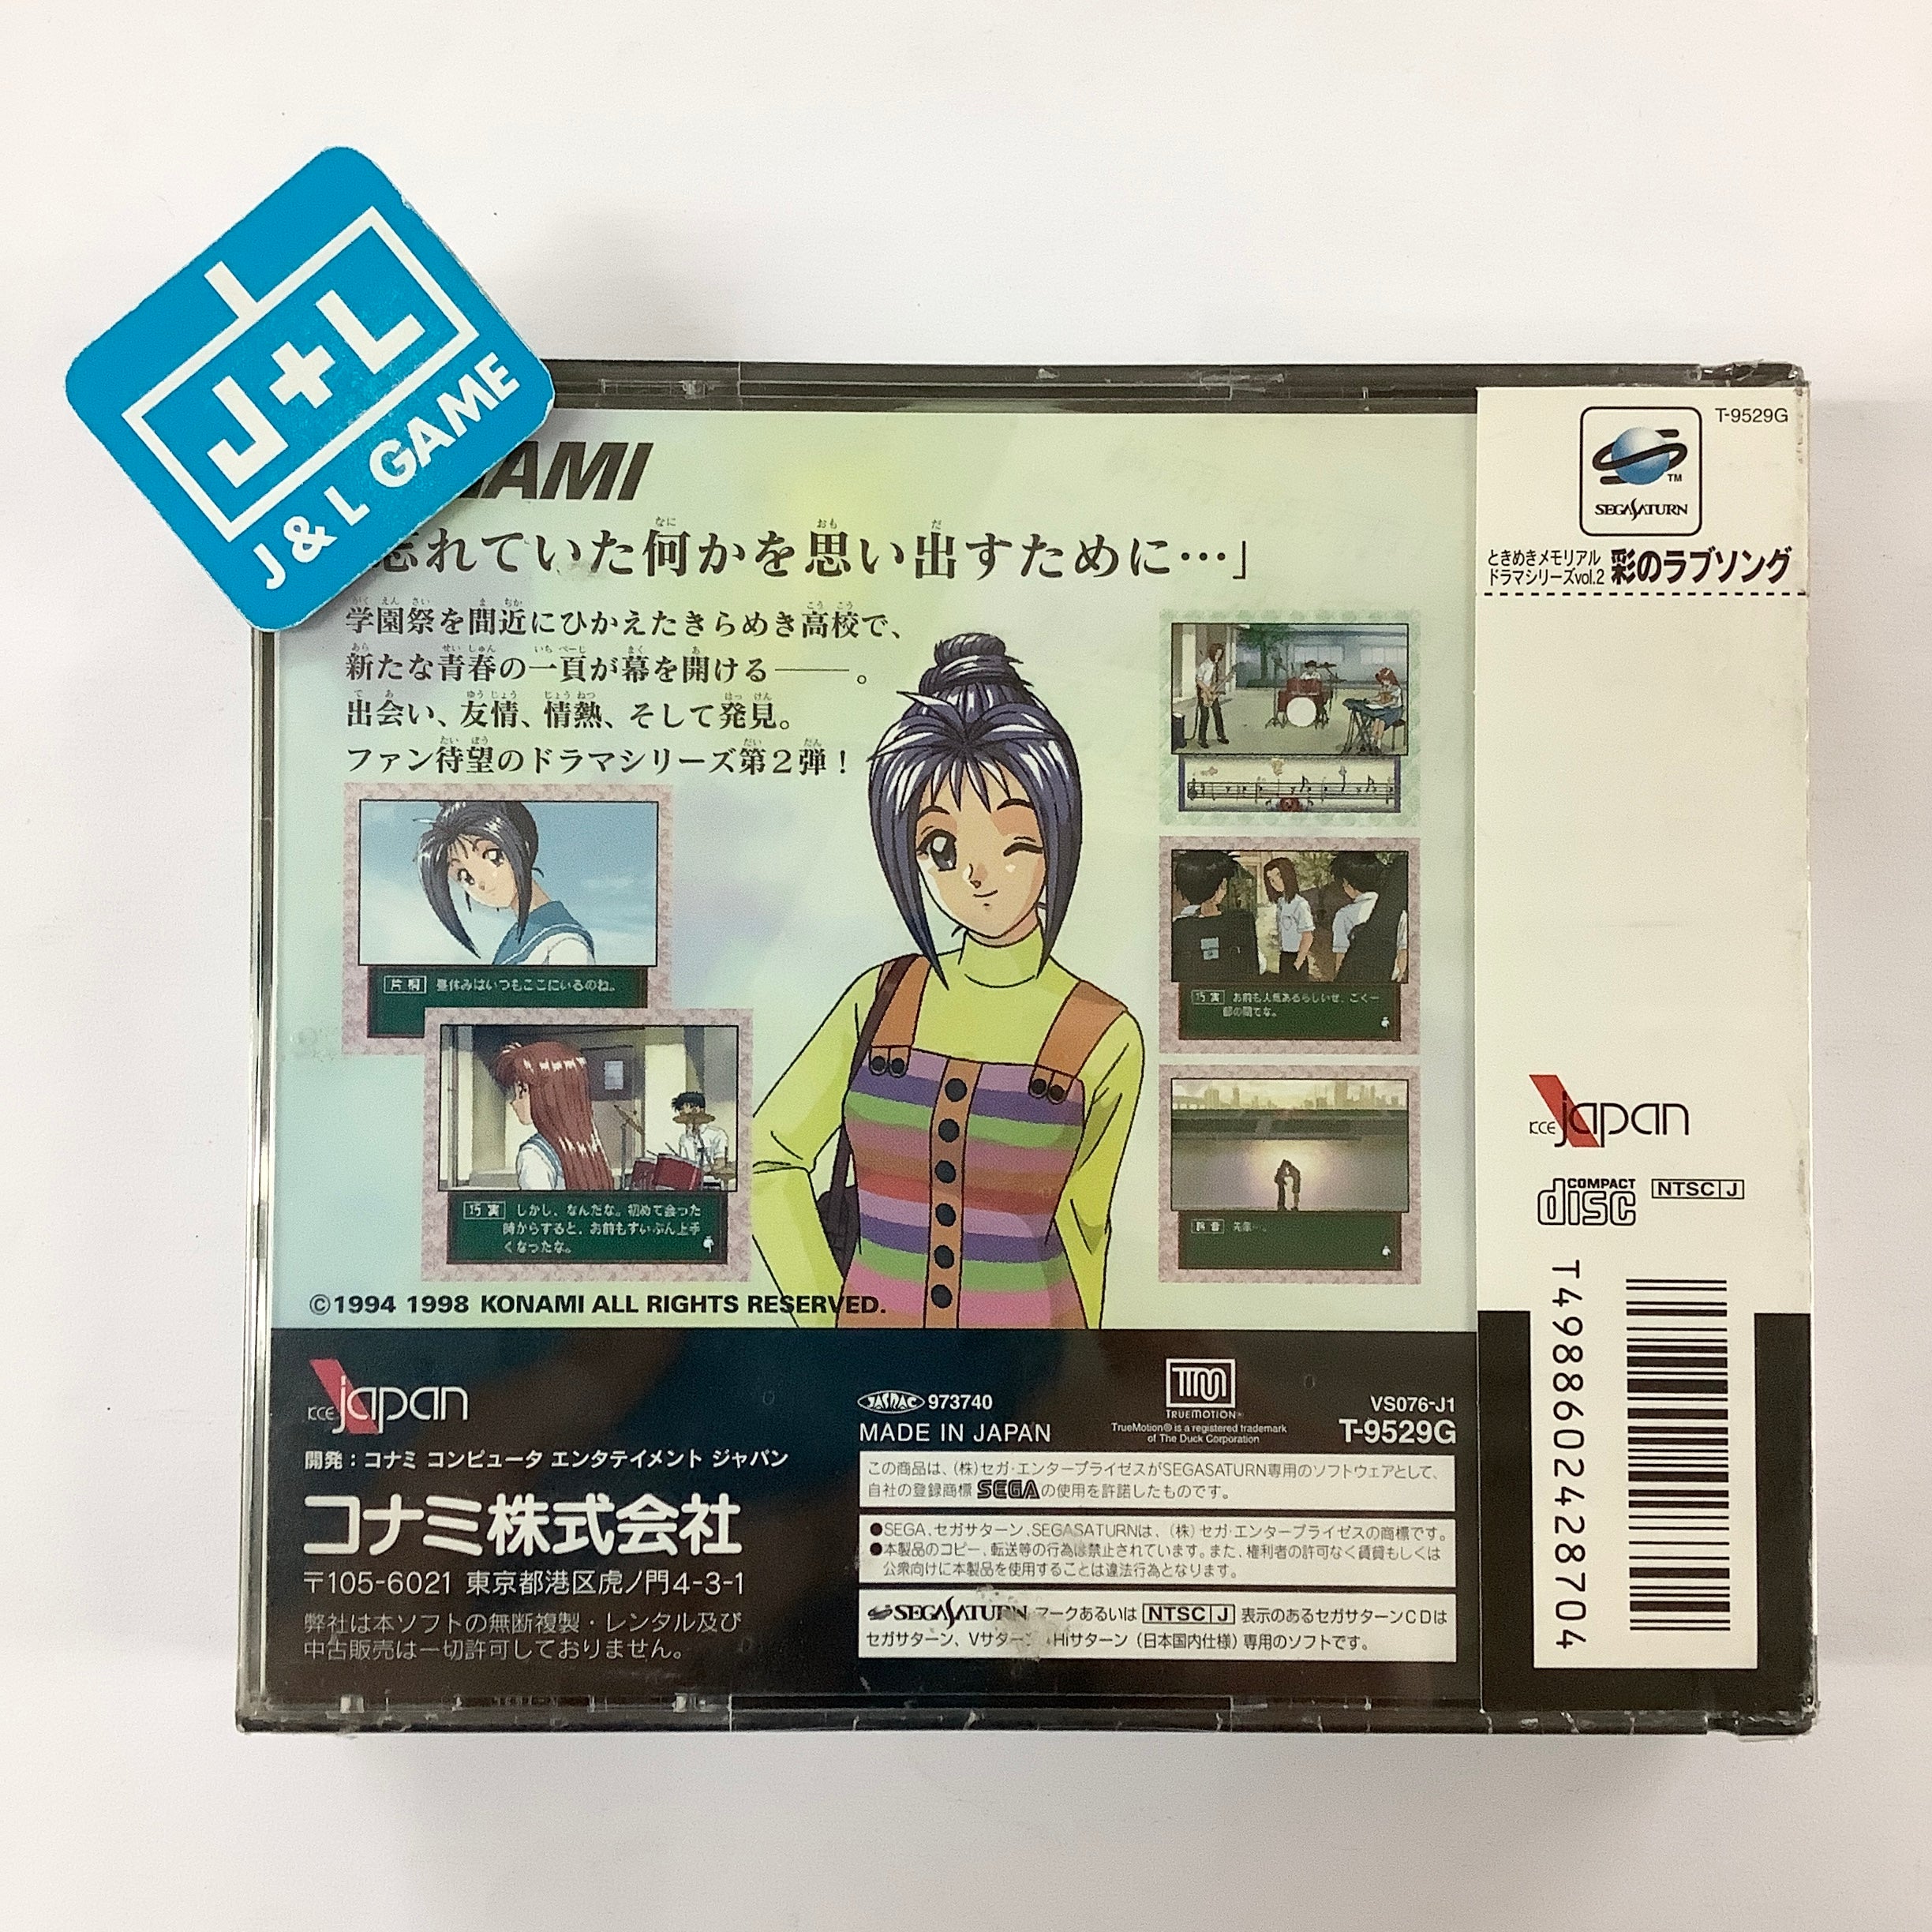 J+L
J & L GAME
AMI
忘れていた何かを思い出すために…」
学園祭を間近にひかえたきらめき高校で、
新たな青春の一頁が幕を開ける――。
出会い、友情、情熱、そして発見。
ファン待望のドラマシリーズ第2弾!
片桐 昼休みはいつもここにいるのね。
巧実 しかし、なんだな。初めて会った
時からすると、お前もずいぶん上手
くなったな。
巧実 お前も人気あるらしいぜ、ごく一
部の間でな。
先輩…。
©1994 1998 KONAMI ALL RIGHTS RESERVED.
KCE japan
開発:コナミ コンピュータ エンタテイメント ジャパン
コナミ株式会社
〒105-6021 東京都港区虎ノ門4-3-1
弊社は本ソフトの無断複製・レンタル及び
中古販売は一切許可しておりません。
JASRAC 973740
MADE IN JAPAN
TM
TRUEMOTION®
TrueMotion® is a registered trademark
of The Duck Corporation
VS076-J1
T-9529G
この商品は、(株)セガ・エンタープライゼスがSEGASATURN専用のソフトウェアとして、
自社の登録商標 SEGA の使用を許諾したものです。
●SEGA、セガサターン、SEGASATURNは、(株)セガ・エンタープライゼスの商標です。
●本製品のコピー、転送等の行為は禁止されています。また、権利者の許可なく賃貸もしくは
公衆向けに本製品を使用することは違法行為となります。
SEGASATURN マークあるいは NTSC J 表示のあるセガサターンCDは
セガサターン、Vサターン、Hiサターン(日本国内仕様)専用のソフトです。
T-9529G
TM
SEGASATURN
ときめきメモリアル
ドラマシリーズvol.2 彩のラブソング
KCE japan
COMPACT disc
NTSC J
T4988602428704